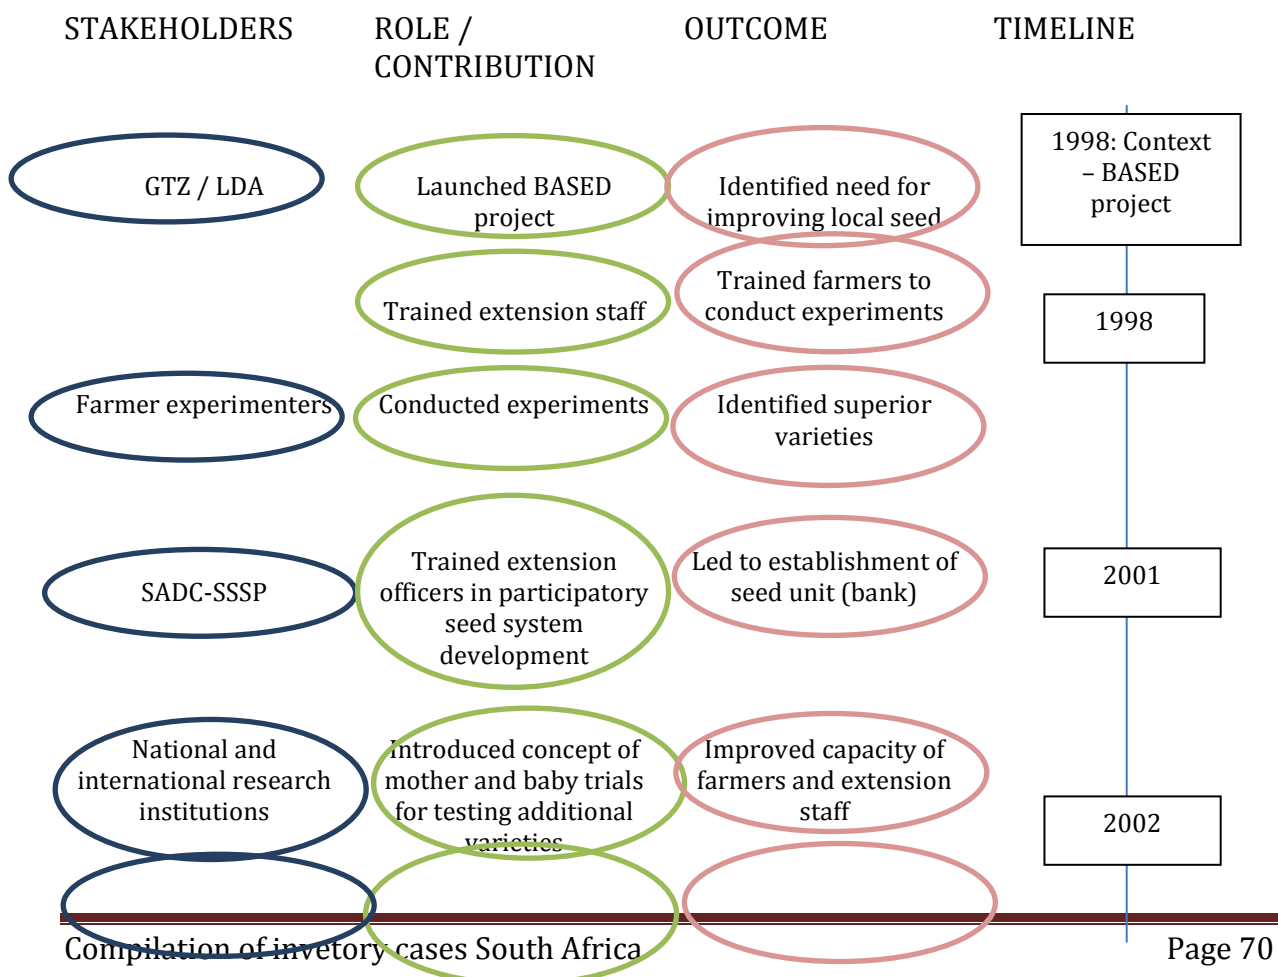 STAKEHOLDERS
ROLE /
CONTRIBUTION
OUTCOME
TIMELINE
GTZ / LDA
Launched BASED
project
Identified need for
improving local seed
1998: Context
– BASED
project
Trained extension staff
Trained farmers to
conduct experiments
1998
Farmer experimenters
Conducted experiments
Identified superior
varieties
SADC-SSSP
Trained extension
officers in participatory
seed system
development
Led to establishment of
seed unit (bank)
2001
National and
international research
institutions
Introduced concept of
mother and baby trials
for testing additional
varieties
Improved capacity of
farmers and extension
staff
2002
Compilation of invetory cases South Africa
Page 70